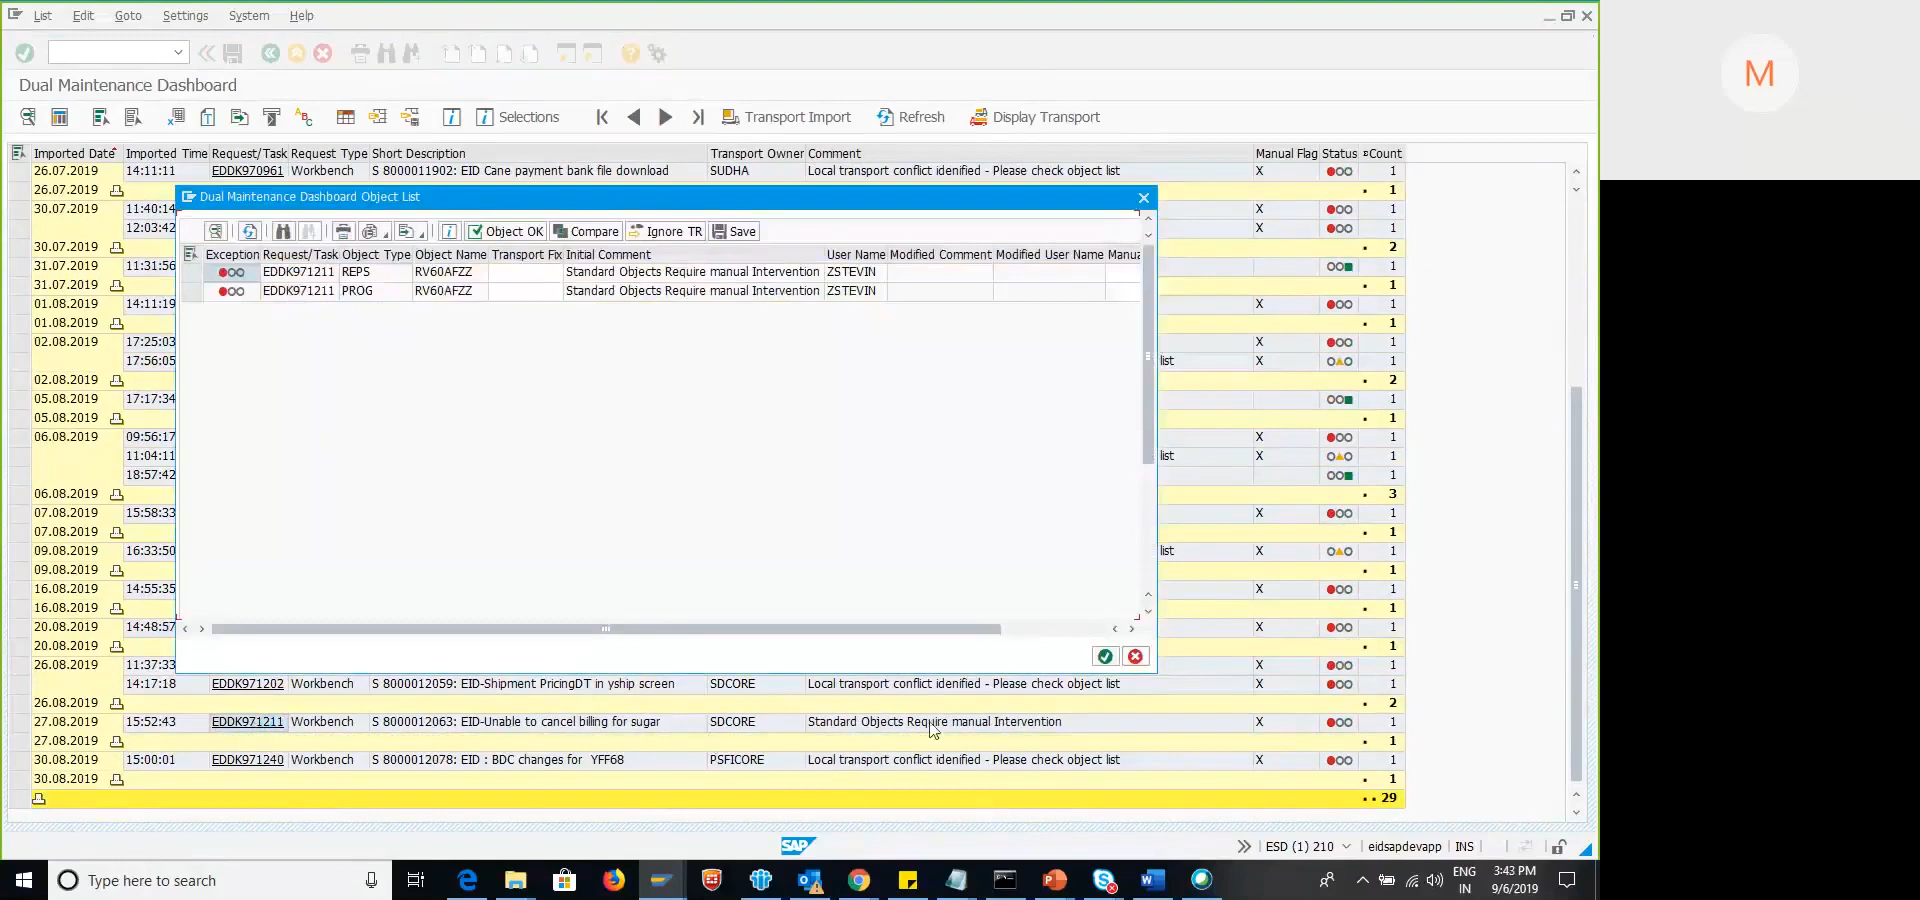 List Edit Goto Settings System Help
Dual Maintenance Dashboard
Selections Transport Import Refresh Display Transport
Imported Date Imported Time Request/Task Request Type Short Description Transport Owner Comment Manual Flag Status Count
26.07.2019 14:11:11 EDDK970961 Workbench S 8000011902: EID Cane payment bank file download SUDHA Local transport conflict idenified - Please check object list X 1
26.07.2019 1
Dual Maintenance Dashboard Object List
30.07.2019 11:40:14 X 1
12:03:42 X 1
Object OK Compare Ignore TR Save
30.07.2019 2
Exception Request/Task Object Type Object Name Transport Fix Initial Comment User Name Modified Comment Modified User Name Manua
31.07.2019 11:31:56 1
EDDK971211 REPS RV60AFZZ Standard Objects Require manual Intervention ZSTEVIN
31.07.2019 1
EDDK971211 PROG RV60AFZZ Standard Objects Require manual Intervention ZSTEVIN
01.08.2019 14:11:19 X 1
01.08.2019 1
02.08.2019 17:25:03 X 1
17:56:05 list X 1
02.08.2019 2
05.08.2019 17:17:34 1
05.08.2019 1
06.08.2019 09:56:17 X 1
11:04:11 list X 1
18:57:42 1
06.08.2019 3
07.08.2019 15:58:33 X 1
07.08.2019 1
09.08.2019 16:33:50 list X 1
09.08.2019 1
16.08.2019 14:55:35 X 1
16.08.2019 1
20.08.2019 14:48:57 X 1
20.08.2019 1
26.08.2019 11:37:33 X 1
14:17:18 EDDK971202 Workbench S 8000012059: EID-Shipment PricingDT in yship screen SDCORE Local transport conflict idenified - Please check object list X 1
26.08.2019 2
27.08.2019 15:52:43 EDDK971211 Workbench S 8000012063: EID-Unable to cancel billing for sugar SDCORE Standard Objects Require manual Intervention X 1
27.08.2019 1
30.08.2019 15:00:01 EDDK971240 Workbench S 8000012078: EID : BDC changes for YFF68 PSFICORE Local transport conflict idenified - Please check object list X 1
30.08.2019 1
29
SAP ESD (1) 210 eidsapdevapp INS
Type here to search ENG IN 3:43 PM 9/6/2019
M